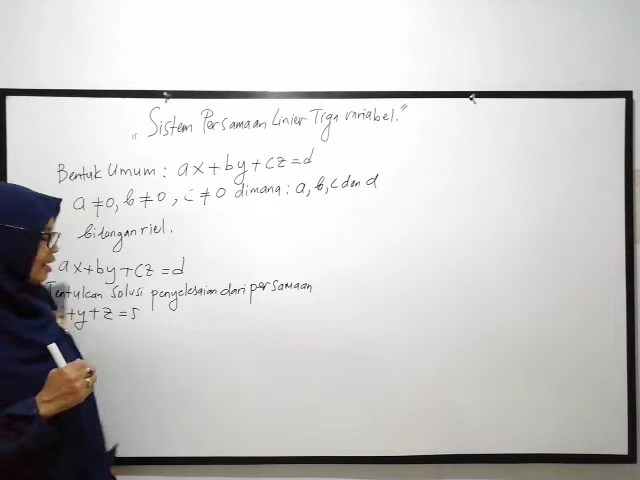 „Sistem Persamaan Linier Tiga variabel.”
Bentuk Umum : ax+by+cz=d
a≠0, b≠0, c≠0 dimana : a, b, c dan d
bilangan riel.
ax+by+cz=d
Tentukan solusi penyelesaian dari persamaan
+y+z=5